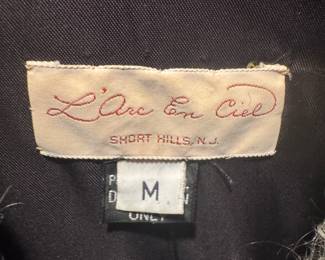 L'Arc En Ciel
SHORT HILLS, N.J.
M
ONLY